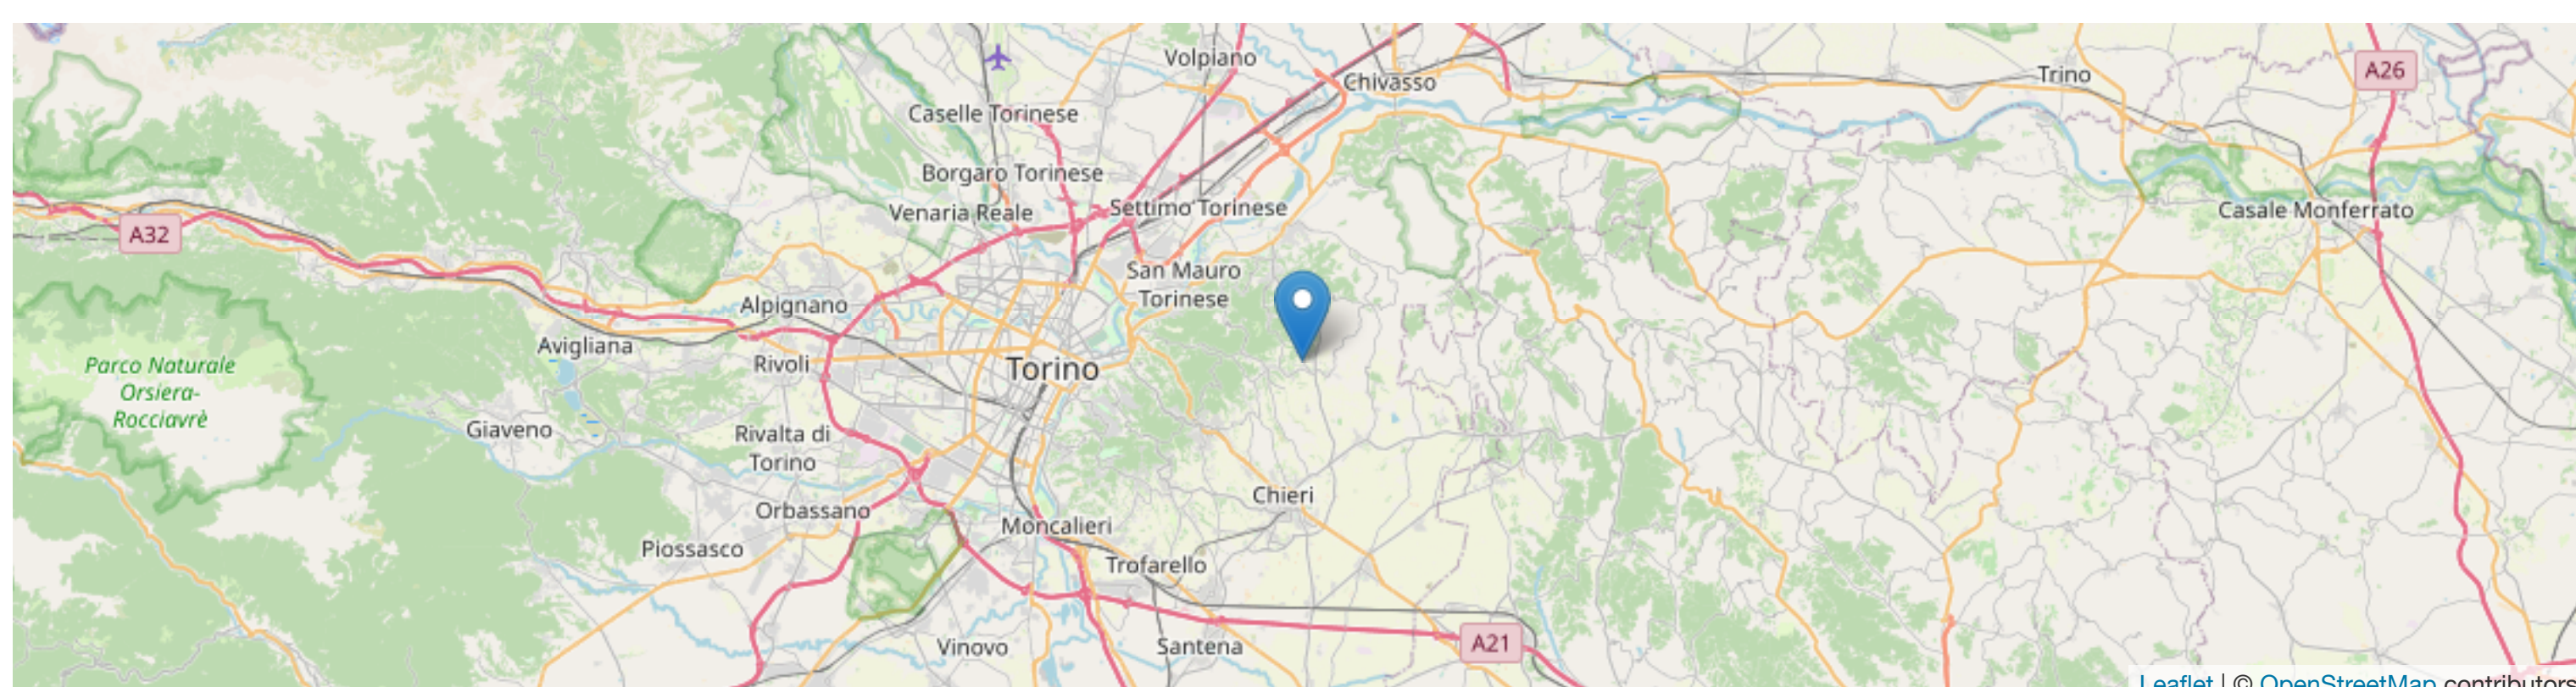 Volpiano
Chivasso
Trino
A26
Caselle Torinese
Borgaro Torinese
Venaria Reale
Settimo Torinese
Casale Monferrato
A32
San Mauro
Torinese
Alpignano
Avigliana
Rivoli
Torino
Parco Naturale
Orsiera-
Rocciavrè
Giaveno
Rivalta di
Torino
Chieri
Orbassano
Moncalieri
Piossasco
Trofarello
Vinovo
Santena
A21
Leaflet | © OpenStreetMap contributors